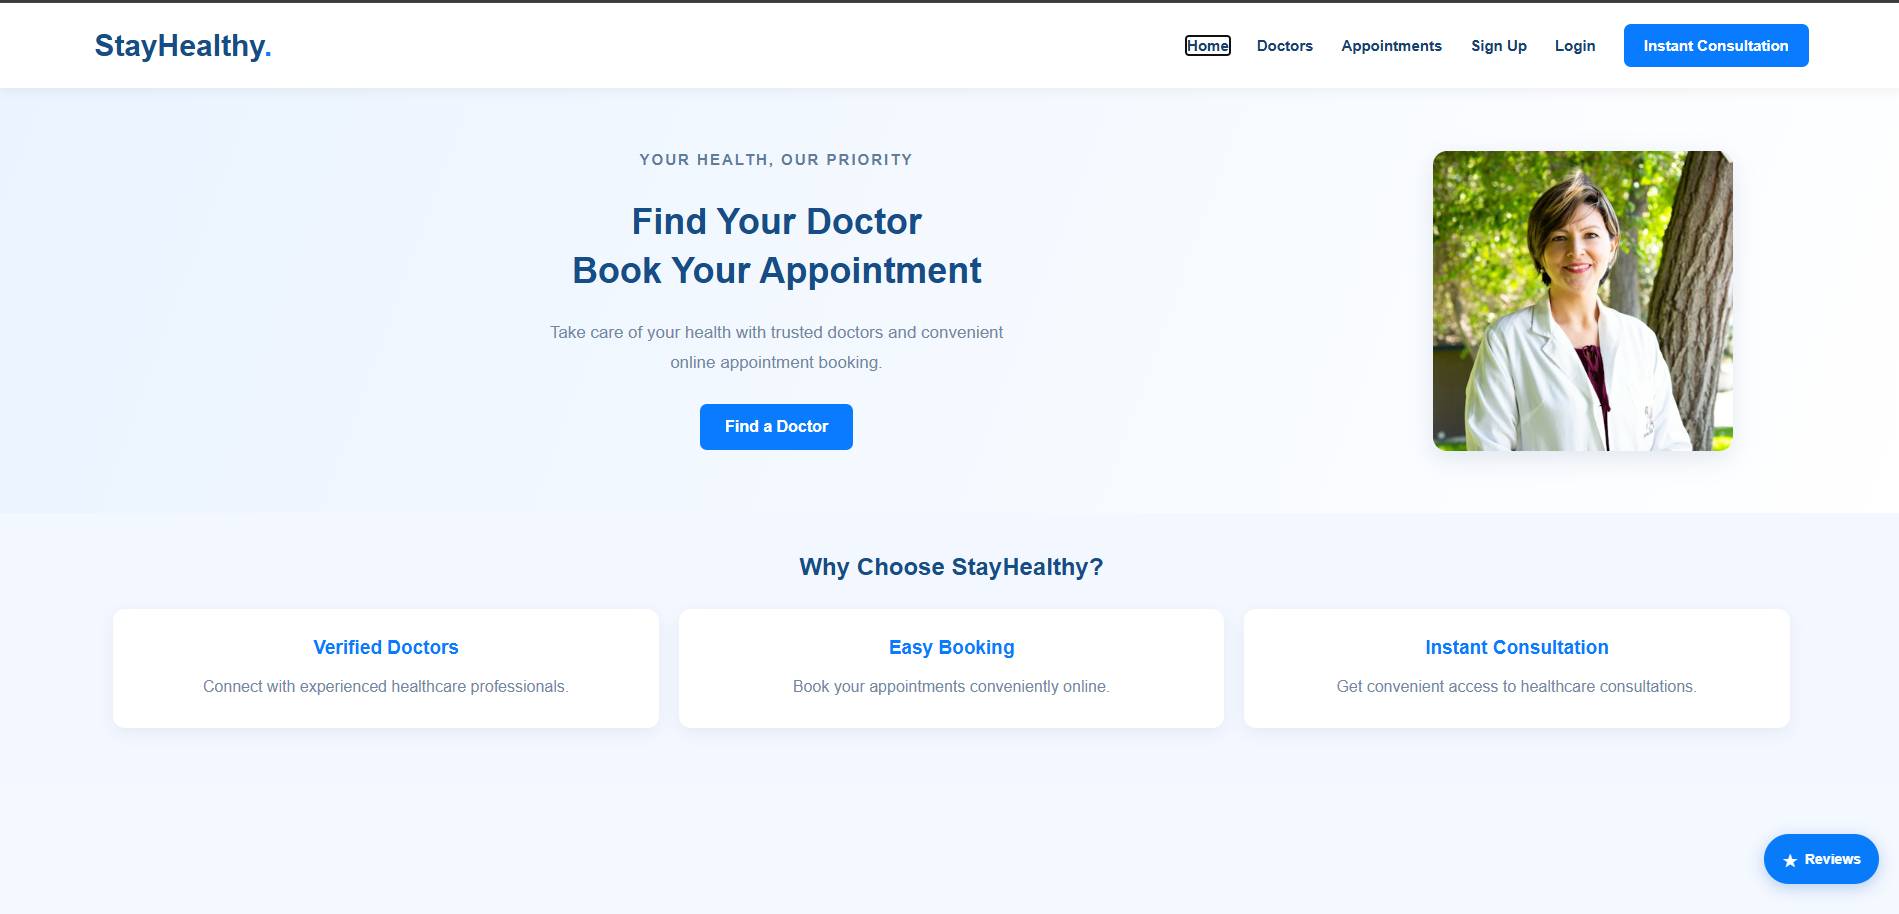 StayHealthy.
Home
Doctors
Appointments
Sign Up
Login
Instant Consultation
YOUR HEALTH, OUR PRIORITY
Find Your Doctor
Book Your Appointment
Take care of your health with trusted doctors and convenient
online appointment booking.
Find a Doctor
Why Choose StayHealthy?
Verified Doctors
Connect with experienced healthcare professionals.
Easy Booking
Book your appointments conveniently online.
Instant Consultation
Get convenient access to healthcare consultations.
★ Reviews